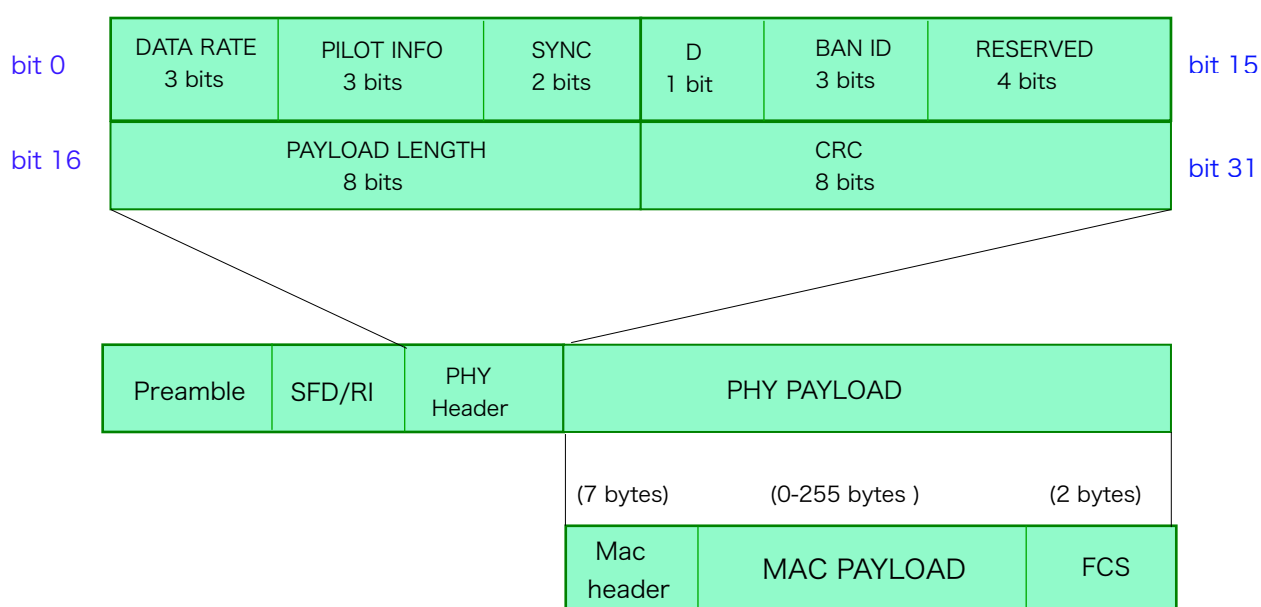 bit 0
DATA RATE
3 bits
PILOT INFO
3 bits
SYNC
2 bits
D
1 bit
BAN ID
3 bits
RESERVED
4 bits
bit 15
bit 16
PAYLOAD LENGTH
8 bits
CRC
8 bits
bit 31
Preamble
SFD/RI
PHY
Header
PHY PAYLOAD
(7 bytes)
(0-255 bytes )
(2 bytes)
Mac
header
MAC PAYLOAD
FCS